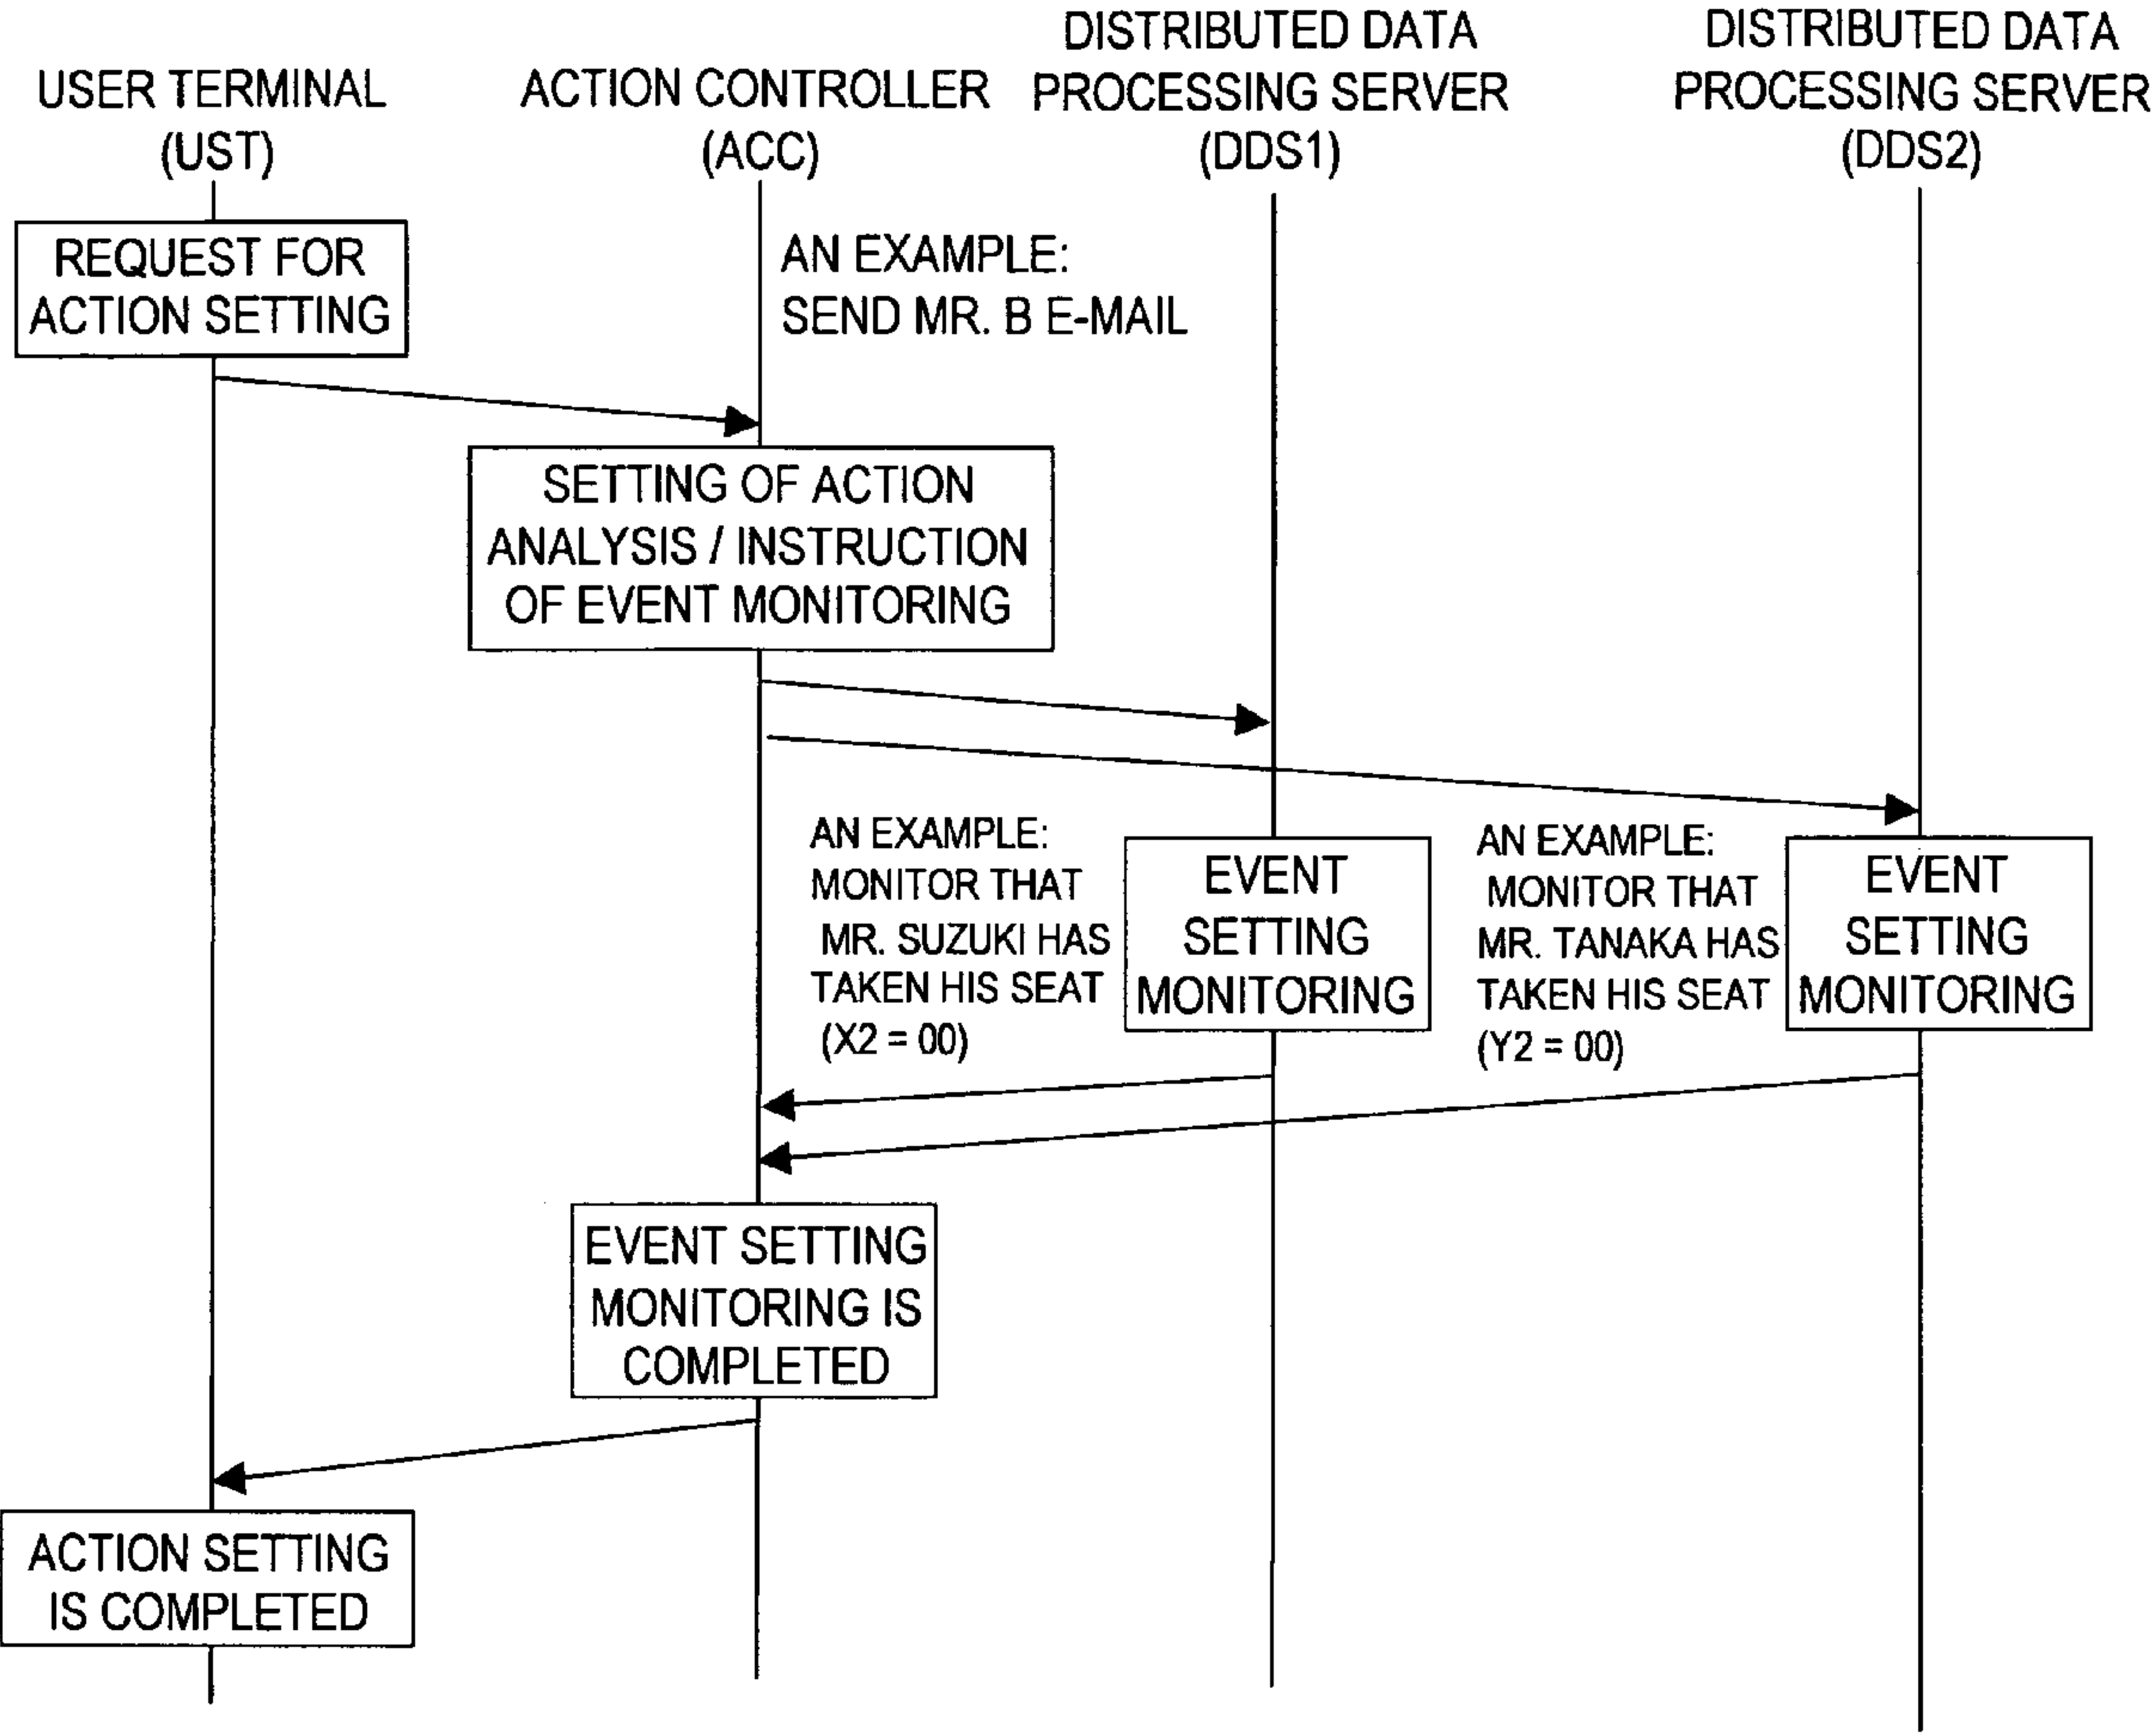 USER TERMINAL
(UST)
ACTION CONTROLLER
(ACC)
DISTRIBUTED DATA
PROCESSING SERVER
(DDS1)
DISTRIBUTED DATA
PROCESSING SERVER
(DDS2)
REQUEST FOR
ACTION SETTING
AN EXAMPLE:
SEND MR. B E-MAIL
SETTING OF ACTION
ANALYSIS / INSTRUCTION
OF EVENT MONITORING
AN EXAMPLE:
MONITOR THAT
MR. SUZUKI HAS
TAKEN HIS SEAT
(X2 = 00)
EVENT
SETTING
MONITORING
AN EXAMPLE:
MONITOR THAT
MR. TANAKA HAS
TAKEN HIS SEAT
(Y2 = 00)
EVENT
SETTING
MONITORING
EVENT SETTING
MONITORING IS
COMPLETED
ACTION SETTING
IS COMPLETED